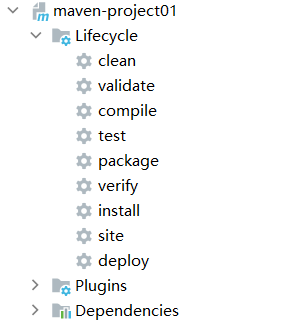 maven-project01
Lifecycle
clean
validate
compile
test
package
verify
install
site
deploy
Plugins
Dependencies